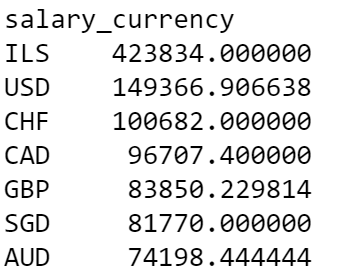 salary_currency
ILS 423834.000000
USD 149366.906638
CHF 100682.000000
CAD 96707.400000
GBP 83850.229814
SGD 81770.000000
AUD 74198.444444